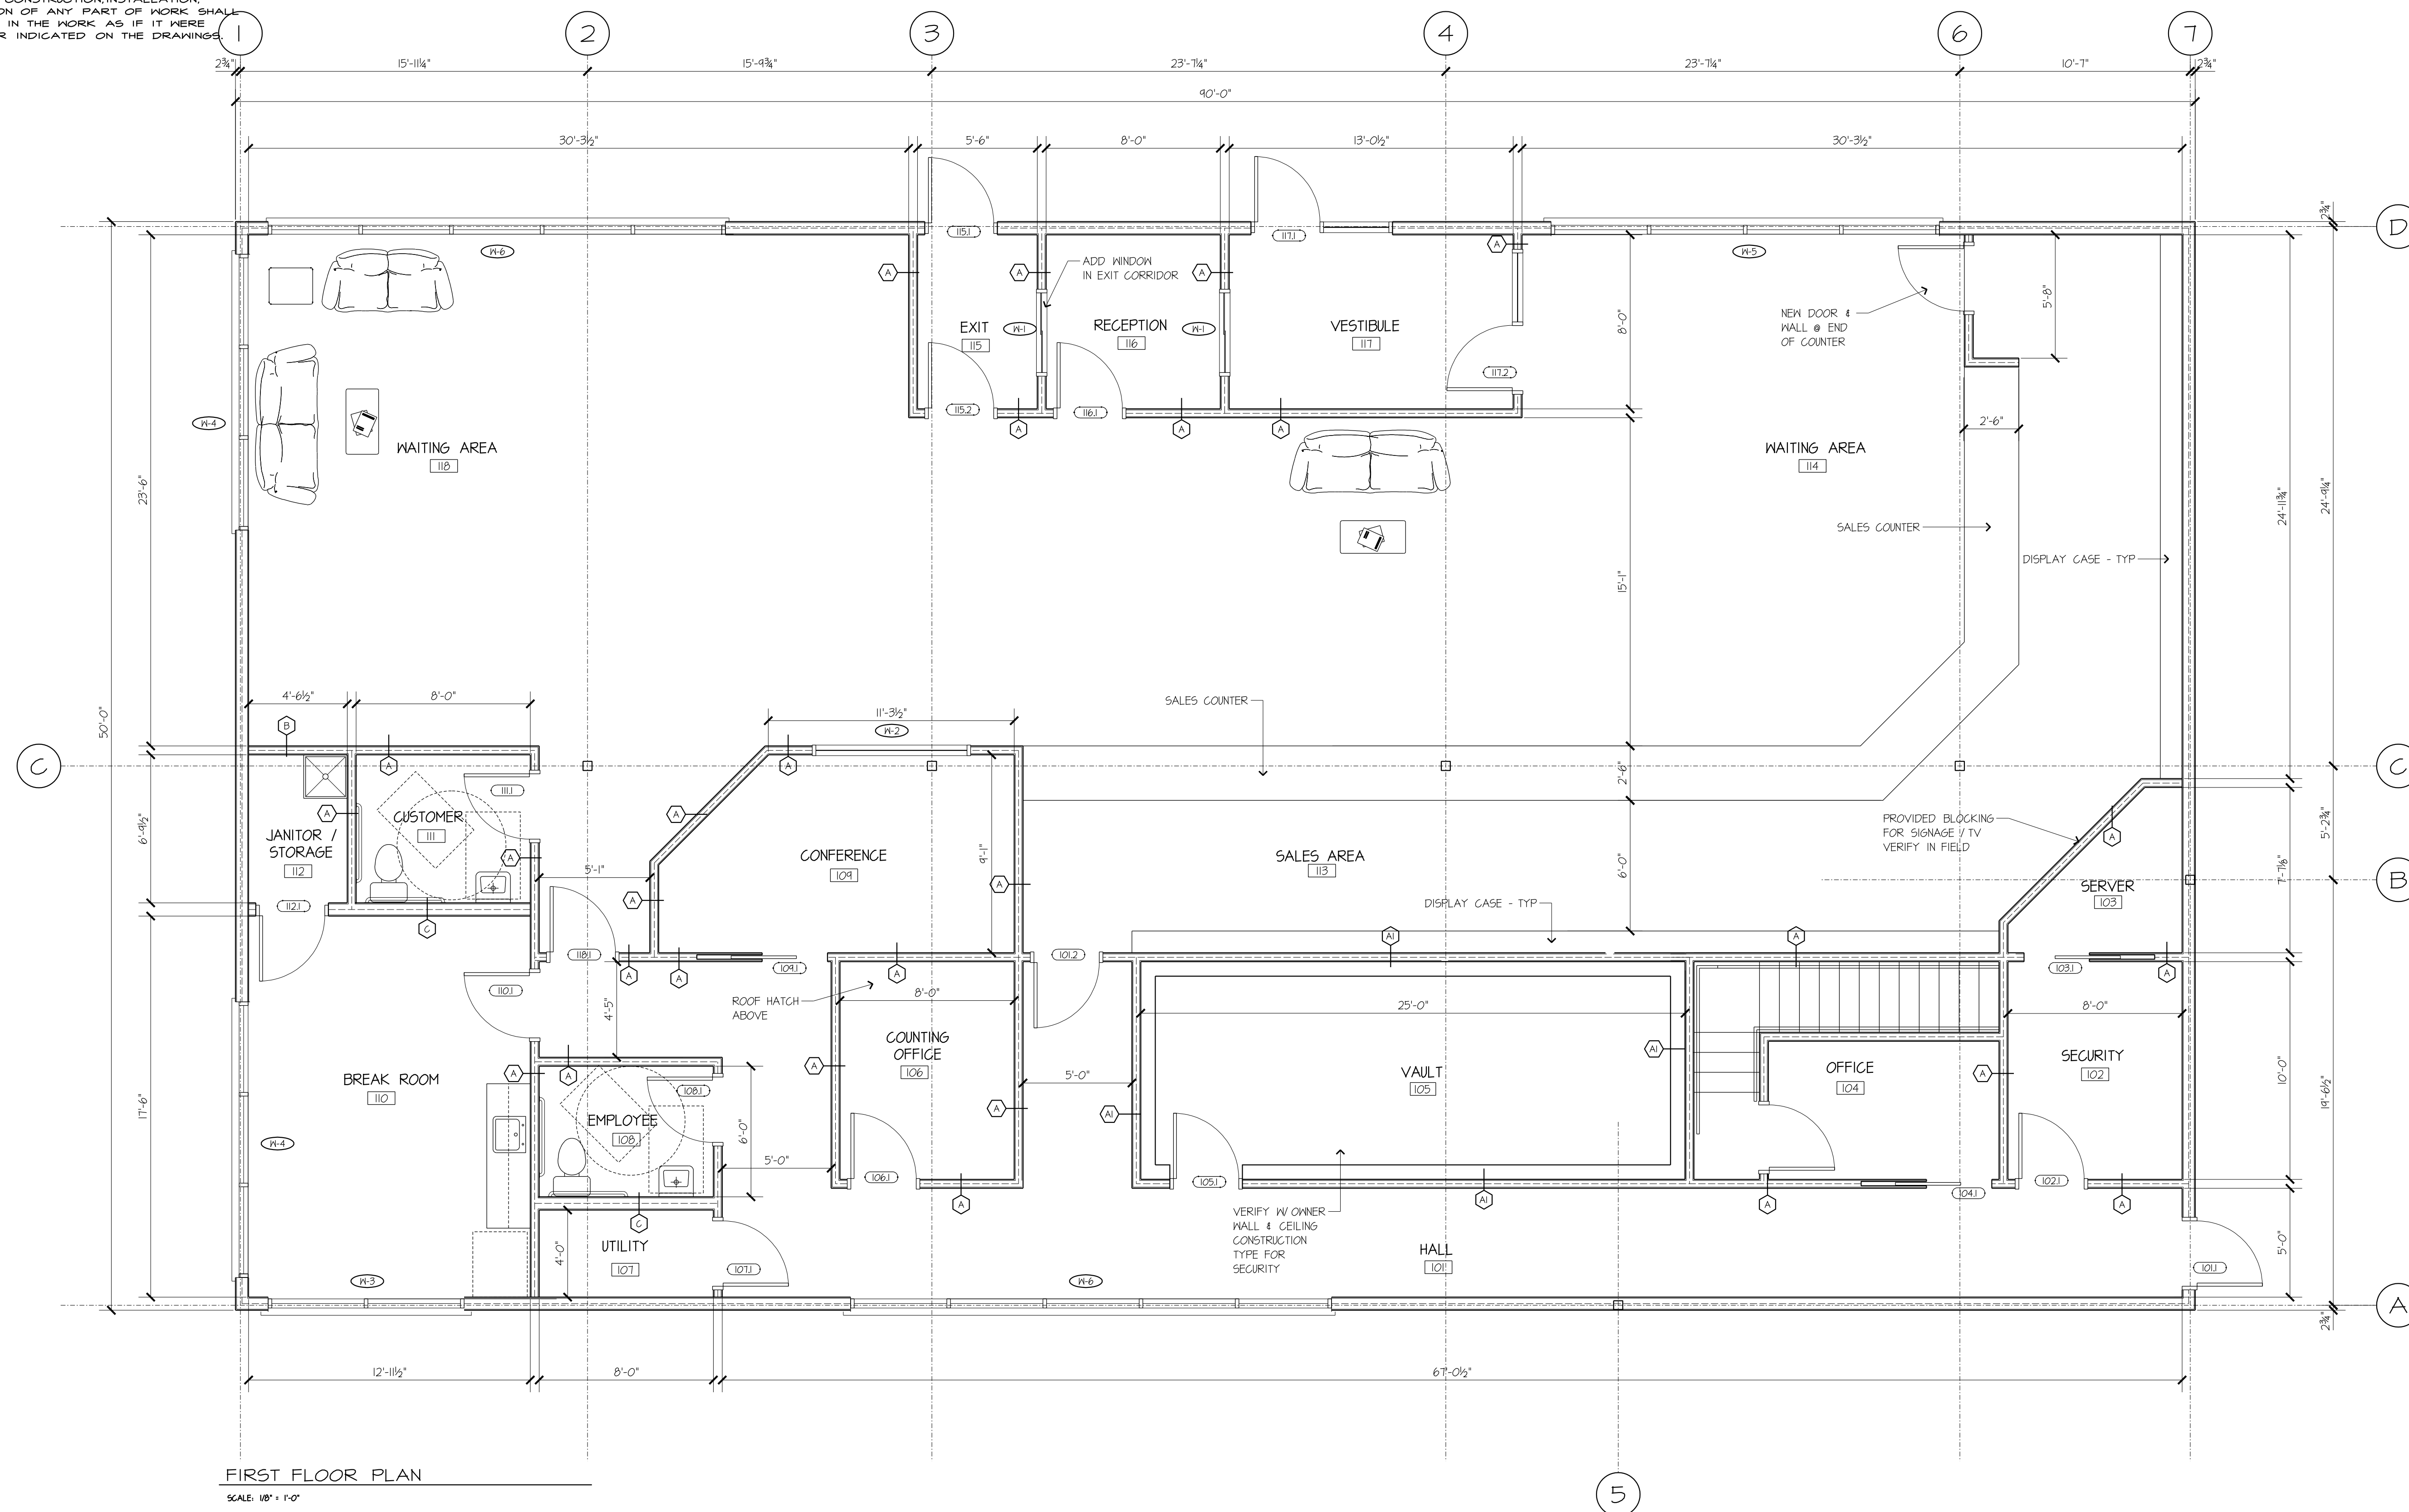 CONSTRUCTION, INSTALLATION,
ON OF ANY PART OF WORK SHALL
IN THE WORK AS IF IT WERE
R INDICATED ON THE DRAWINGS.
1 2 3 4 6 7
2¾" 15'-11¼" 15'-9¾" 23'-7¼" 23'-7¼" 10'-7" 2¾"
90'-0"
30'-3½" 5'-6" 8'-0" 13'-0½" 30'-3½"
2¾"
D
115.1 117.1 A
W-6 W-5
A A A
ADD WINDOW
IN EXIT CORRIDOR
5'-8"
NEW DOOR &
WALL @ END
OF COUNTER
EXIT
115
W-1
RECEPTION
116
W-1
VESTIBULE
117
8'-0"
117.2
115.2 116.1
A A A
W-4
2'-6"
WAITING AREA
118
WAITING AREA
114
23'-6"
24'-11¾"
24'-9¼"
SALES COUNTER
DISPLAY CASE - TYP
15'-1"
4'-6½" 8'-0"
SALES COUNTER
50'-0"
B
11'-3½"
W-2
C A A C
2'-8"
111.1
A A
CUSTOMER
111
JANITOR /
STORAGE
112
6'-9½"
PROVIDED BLOCKING
FOR SIGNAGE / TV
VERIFY IN FIELD
A
5'-2¾"
A
CONFERENCE
109
9'-1"
SALES AREA
113
6'-0"
5'-1"
A A
7'-7⅛"
SERVER
103
B
112.1
C
DISPLAY CASE - TYP
118.1 109.1 A A A
101.2
A1 A
103.1 A
110.1
ROOF HATCH
ABOVE
4'-5"
8'-0" 25'-0" 8'-0"
COUNTING
OFFICE
106
A1
A A A
BREAK ROOM
110
VAULT
105
OFFICE
104
A
SECURITY
102
10'-0"
5'-0"
108.1
EMPLOYEE
108
6'-0"
A A1
17'-6"
19'-6½"
W-4
5'-0"
106.1 A
105.1 A1
A 104.1 102.1 A
C
VERIFY W/ OWNER
WALL & CEILING
CONSTRUCTION
TYPE FOR
SECURITY
UTILITY
107
4'-0"
107.1
HALL
101
5'-0"
101.1
W-3 W-6
A
2¾"
12'-11½" 8'-0" 67'-0½"
FIRST FLOOR PLAN
SCALE: 1/8" = 1'-0"
5